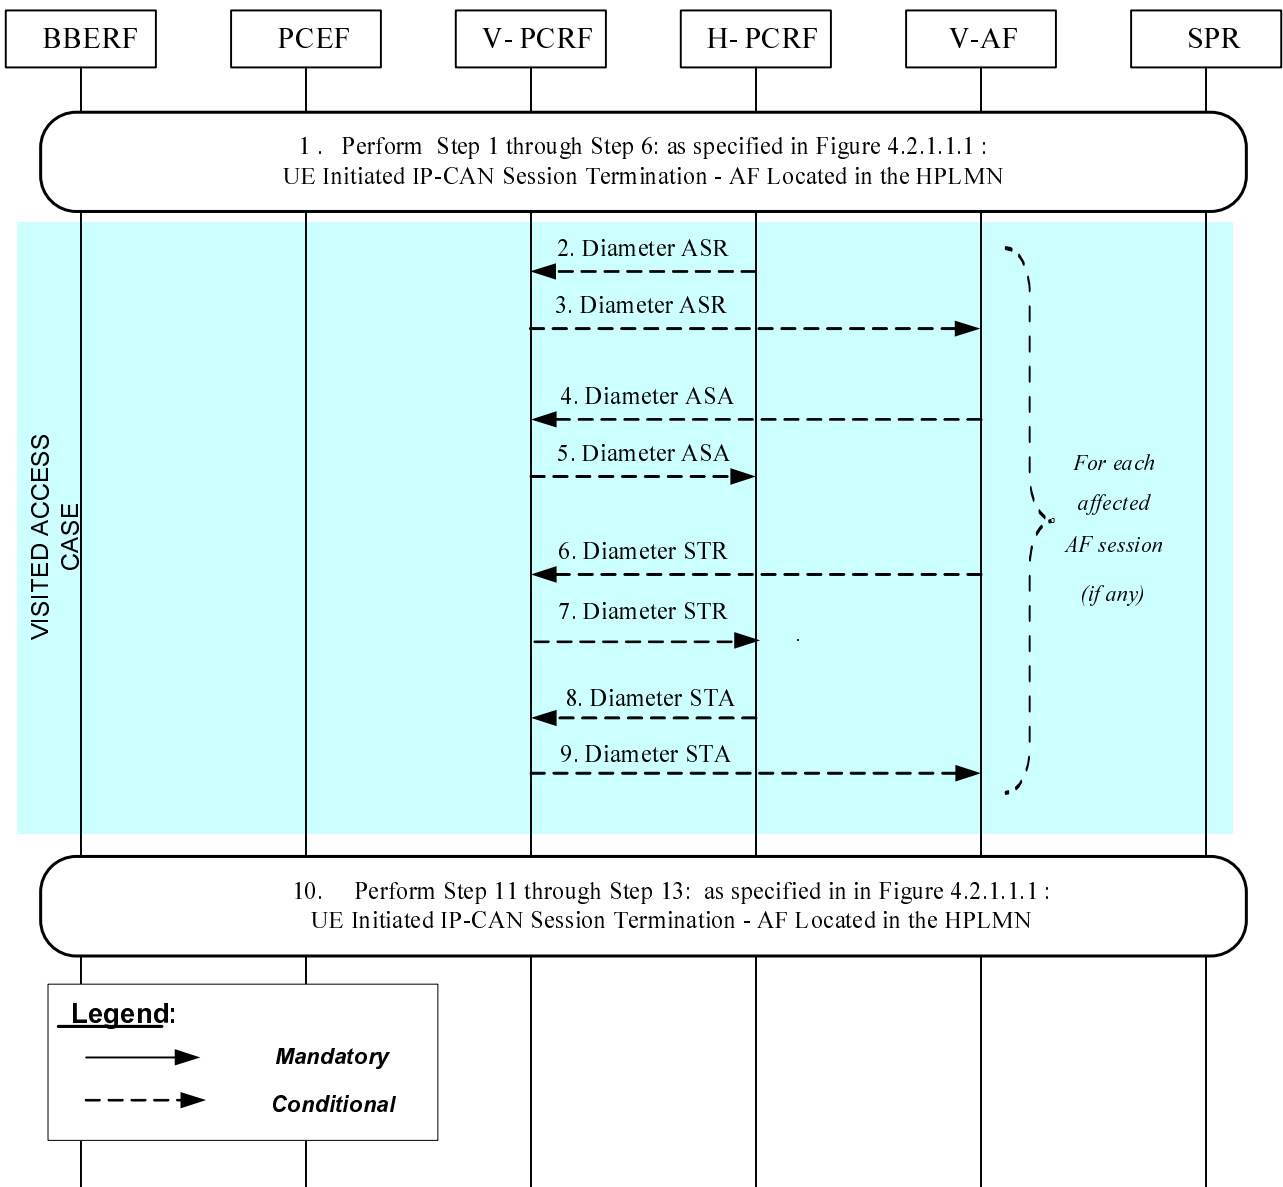 BBERF
PCEF
V- PCRF
H- PCRF
V-AF
SPR
1 . Perform Step 1 through Step 6: as specified in Figure 4.2.1.1.1 :
UE Initiated IP-CAN Session Termination - AF Located in the HPLMN
2. Diameter ASR
3. Diameter ASR
4. Diameter ASA
5. Diameter ASA
6. Diameter STR
7. Diameter STR
8. Diameter STA
9. Diameter STA
VISITED ACCESS
CASE
For each
affected
AF session
(if any)
10. Perform Step 11 through Step 13: as specified in in Figure 4.2.1.1.1 :
UE Initiated IP-CAN Session Termination - AF Located in the HPLMN
Legend:
Mandatory
Conditional